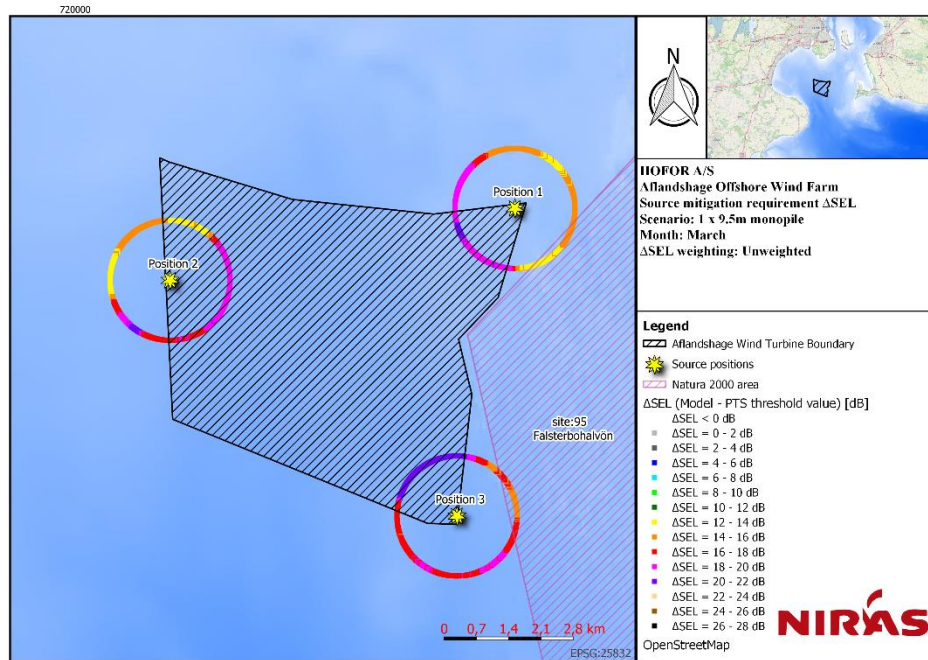 720000
Position 1
Position 2
Position 3
site:95
Falsterbohalvön
0 0,7 1,4 2,1 2,8 km
EPSG:25832
N
HOFOR A/S
Aflandshage Offshore Wind Farm
Source mitigation requirement ΔSEL
Scenario: 1 x 9.5m monopile
Month: March
ΔSEL weighting: Unweighted
Legend
Aflandshage Wind Turbine Boundary
Source positions
Natura 2000 area
ΔSEL (Model - PTS threshold value) [dB]
ΔSEL < 0 dB
ΔSEL = 0 - 2 dB
ΔSEL = 2 - 4 dB
ΔSEL = 4 - 6 dB
ΔSEL = 6 - 8 dB
ΔSEL = 8 - 10 dB
ΔSEL = 10 - 12 dB
ΔSEL = 12 - 14 dB
ΔSEL = 14 - 16 dB
ΔSEL = 16 - 18 dB
ΔSEL = 18 - 20 dB
ΔSEL = 20 - 22 dB
ΔSEL = 22 - 24 dB
ΔSEL = 24 - 26 dB
ΔSEL = 26 - 28 dB
OpenStreetMap
NIRAS